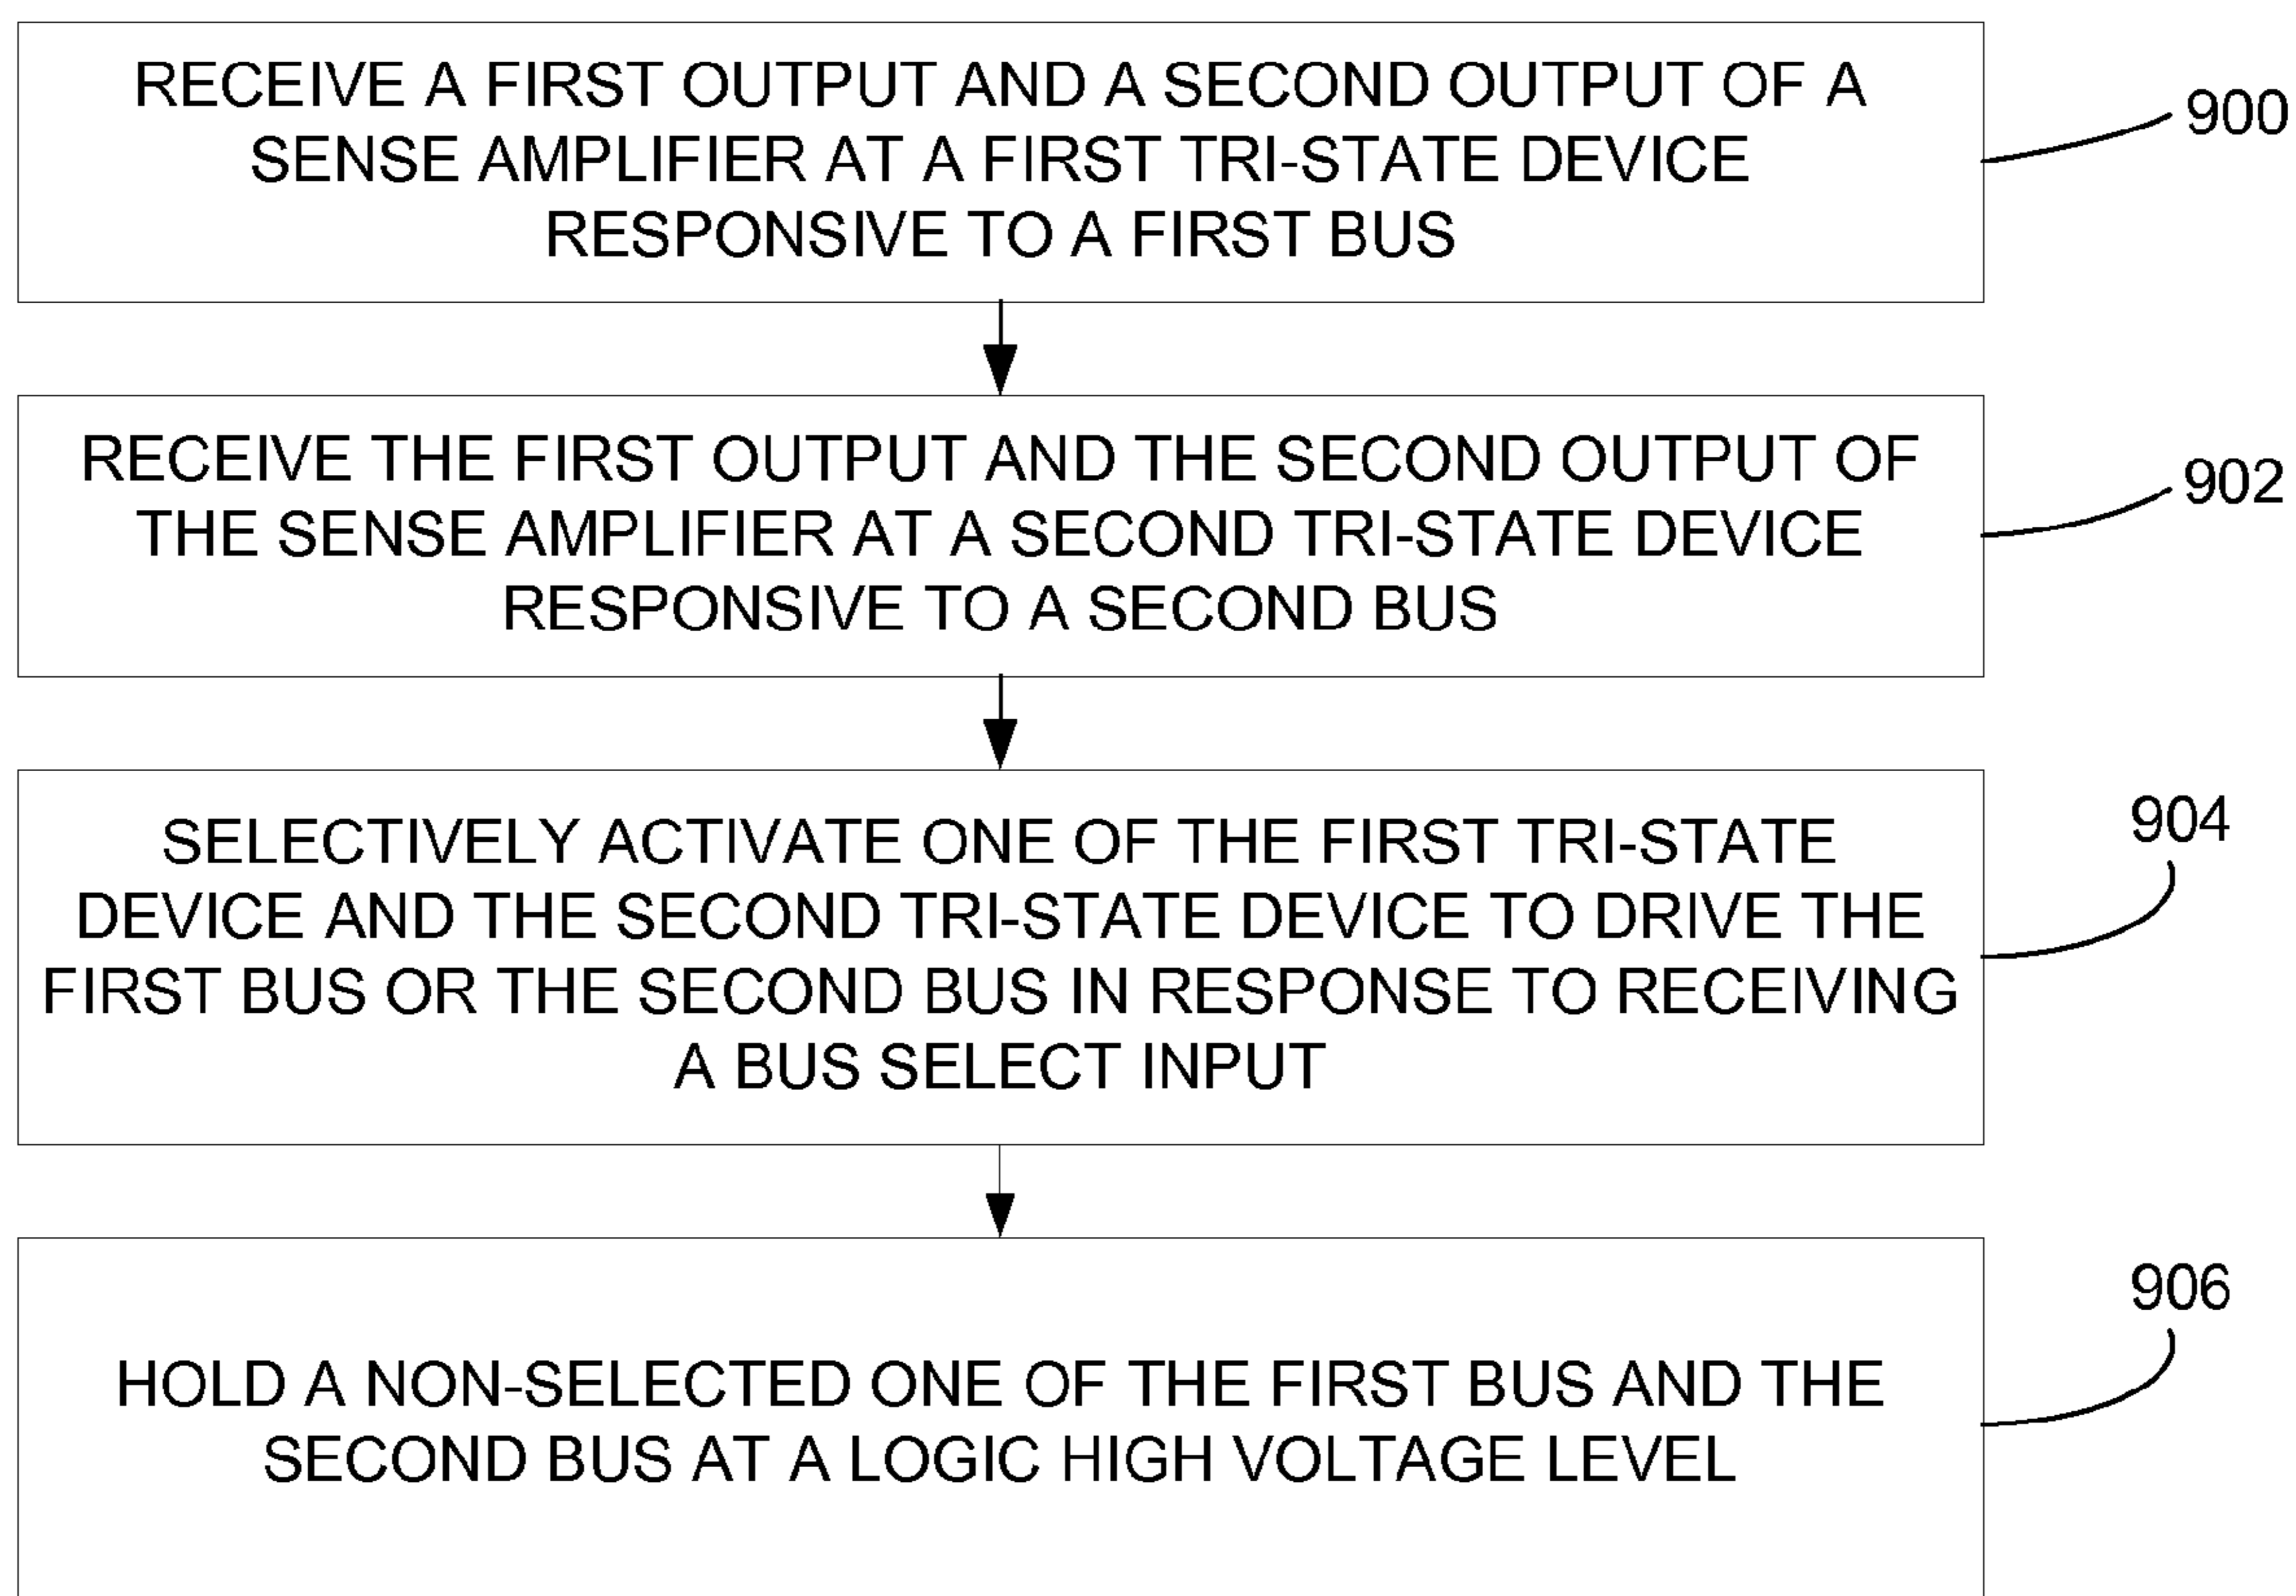 RECEIVE A FIRST OUTPUT AND A SECOND OUTPUT OF A
SENSE AMPLIFIER AT A FIRST TRI-STATE DEVICE
RESPONSIVE TO A FIRST BUS
900
RECEIVE THE FIRST OUTPUT AND THE SECOND OUTPUT OF
THE SENSE AMPLIFIER AT A SECOND TRI-STATE DEVICE
RESPONSIVE TO A SECOND BUS
902
SELECTIVELY ACTIVATE ONE OF THE FIRST TRI-STATE
DEVICE AND THE SECOND TRI-STATE DEVICE TO DRIVE THE
FIRST BUS OR THE SECOND BUS IN RESPONSE TO RECEIVING
A BUS SELECT INPUT
904
HOLD A NON-SELECTED ONE OF THE FIRST BUS AND THE
SECOND BUS AT A LOGIC HIGH VOLTAGE LEVEL
906